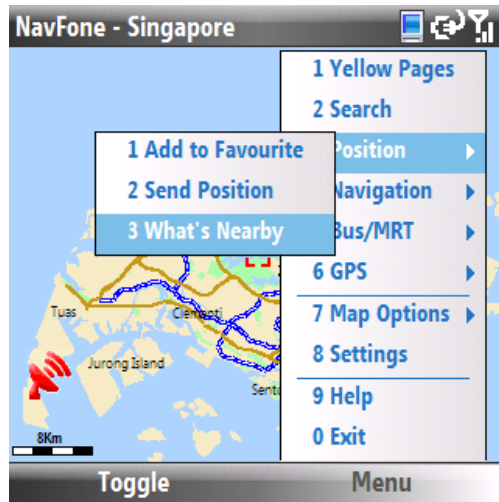 NavFone - Singapore
1 Yellow Pages
2 Search
Position
Navigation
Bus/MRT
6 GPS
7 Map Options
8 Settings
9 Help
0 Exit
1 Add to Favourite
2 Send Position
3 What's Nearby
Tuas
Clementi
Jurong Island
Sento
8Km
Toggle
Menu